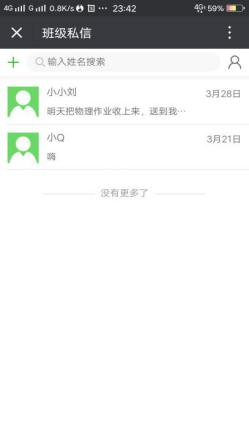 4G G 0.8K/s 23:42 4G 59%
班级私信
输入姓名搜索
小小刘 3月28日
明天把物理作业收上来，送到我…
小Q 3月21日
嗨
没有更多了